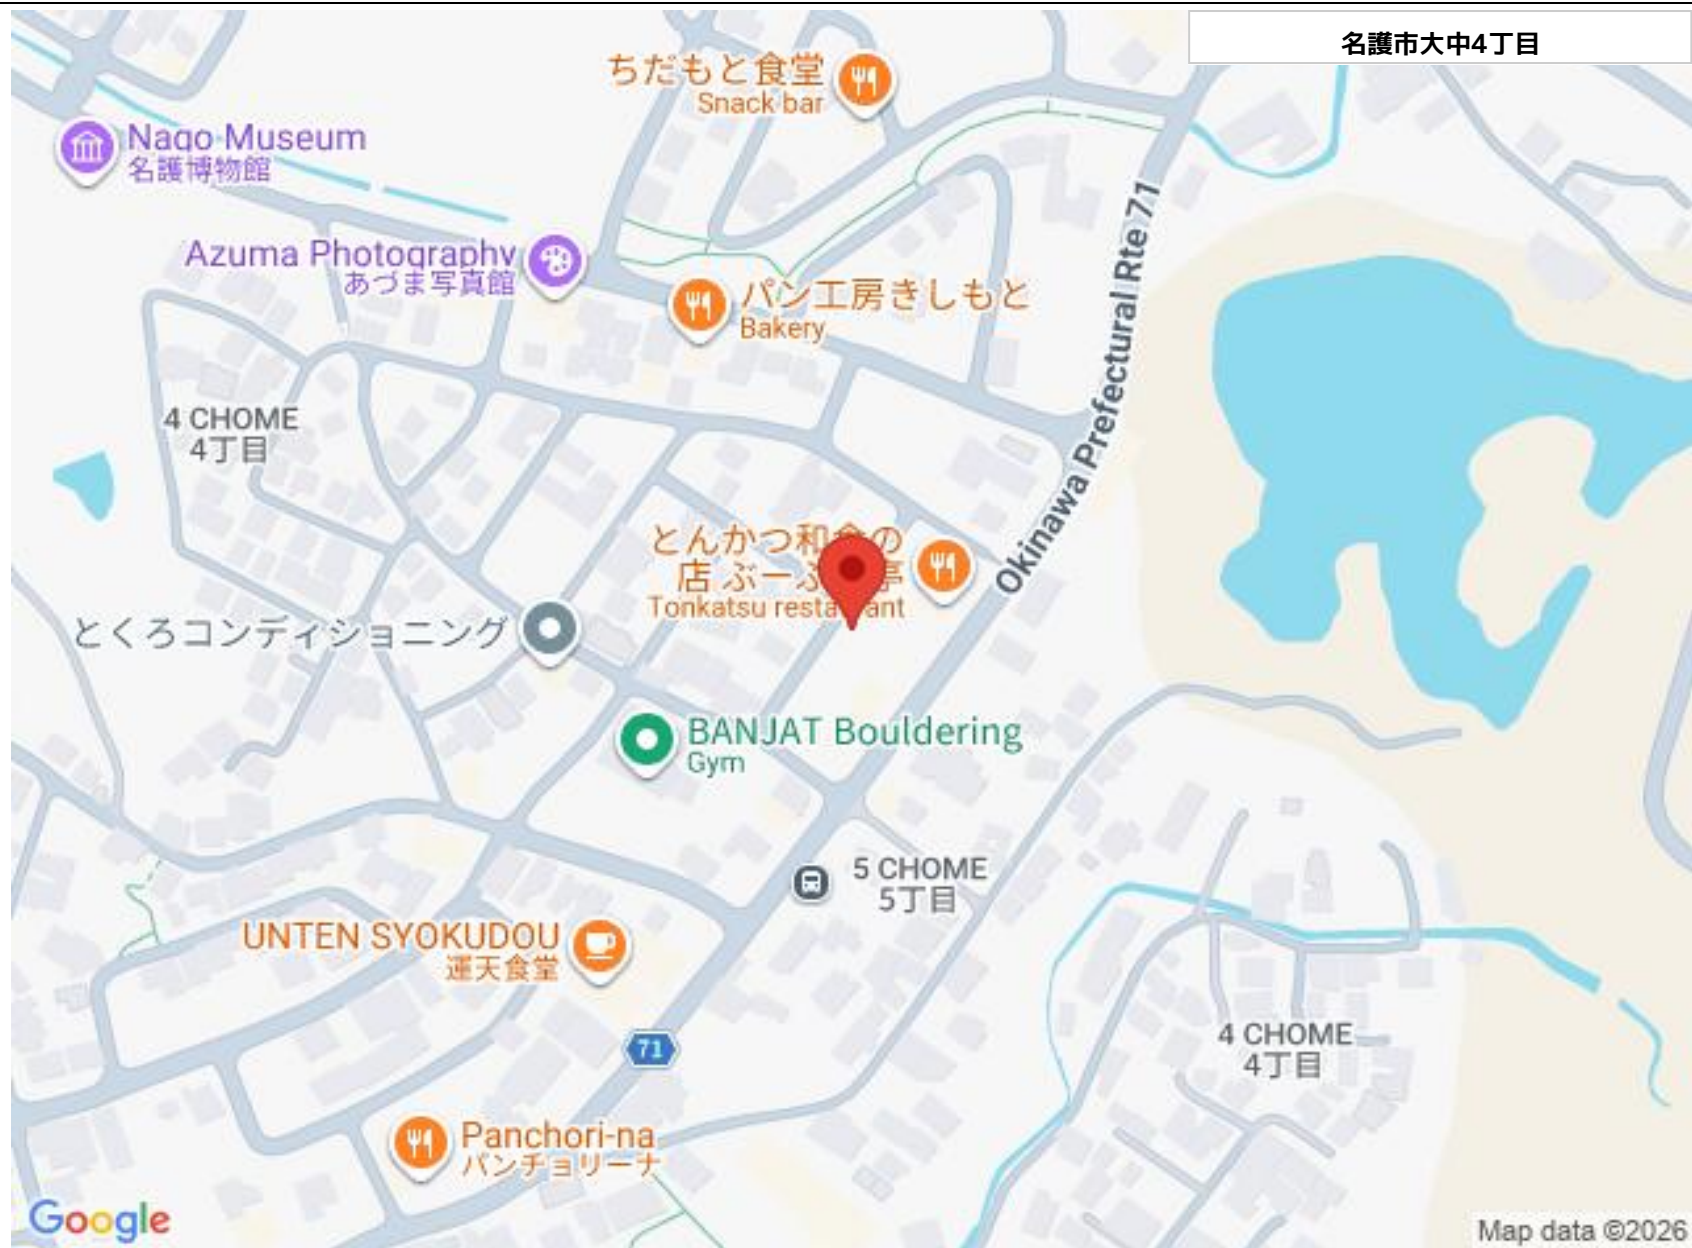 名護市大中4丁目
ちだもと食堂
Snack bar
Nago Museum
名護博物館
Azuma Photography
あづま写真館
パン工房きしもと
Bakery
Okinawa Prefectural Rte 71
4 CHOME
4丁目
とんかつ和食の
店 ぶーふ
亭
Tonkatsu restaurant
とくろコンディショニング
BANJAT Bouldering
Gym
5 CHOME
5丁目
UNTEN SYOKUDOU
運天食堂
71
4 CHOME
4丁目
Panchori-na
パンチョリーナ
Google
Map data ©2026